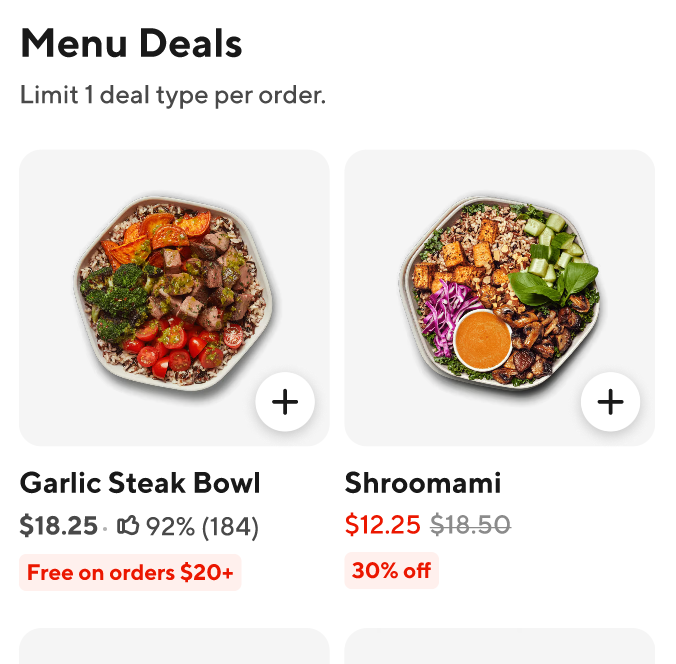 Menu Deals
Limit 1 deal type per order.
Garlic Steak Bowl
$18.25 · 92% (184)
Free on orders $20+
Shroomami
$12.25 $18.50
30% off